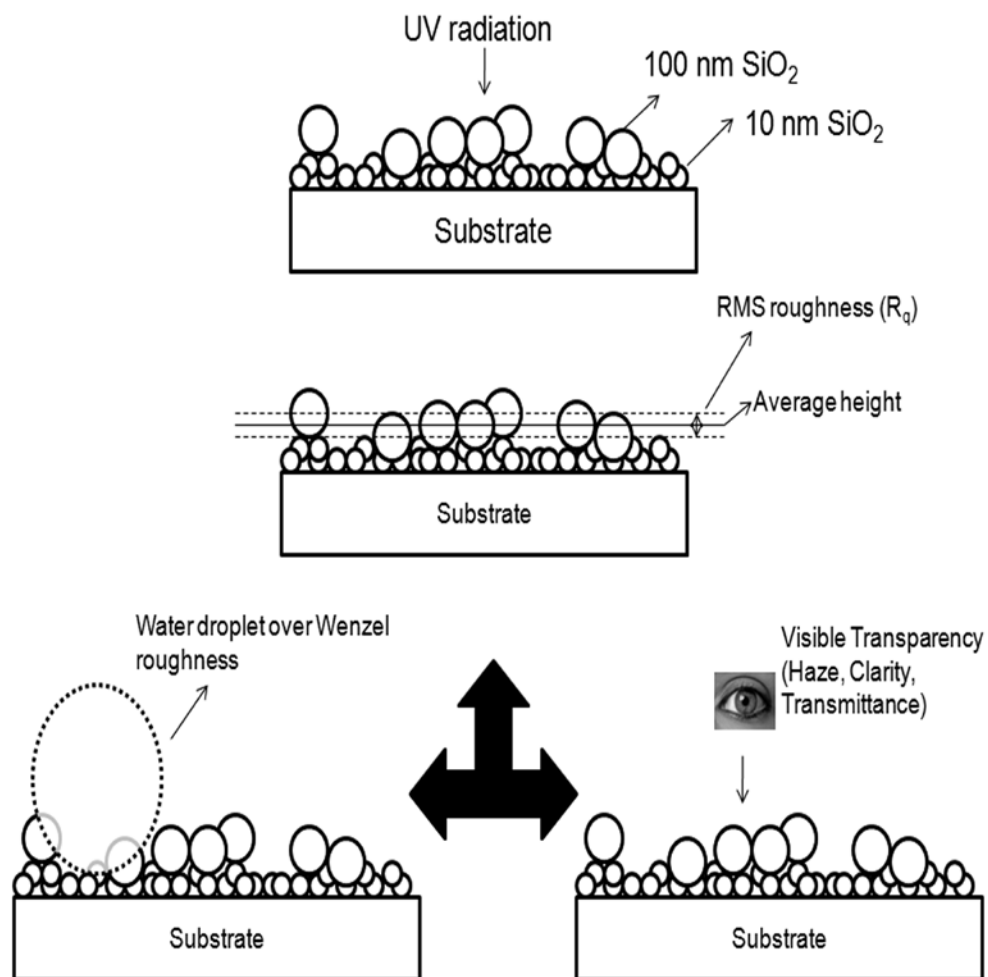 UV radiation
100 nm SiO₂
10 nm SiO₂
Substrate
RMS roughness (Rq)
Average height
Substrate
Water droplet over Wenzel
roughness
Visible Transparency
(Haze, Clarity,
Transmittance)
Substrate
Substrate